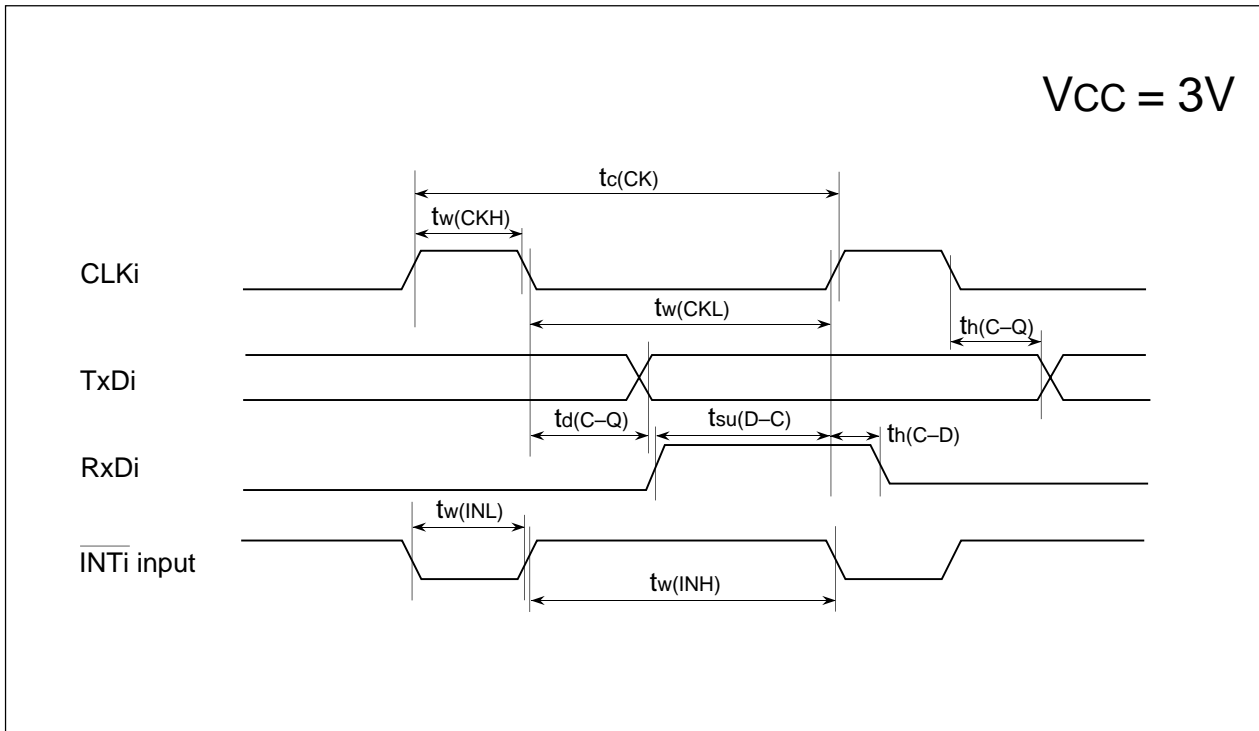 VCC = 3V
tc(CK)
tw(CKH)
CLKi
tw(CKL)
th(C–Q)
TxDi
td(C–Q)
tsu(D–C)
th(C–D)
RxDi
tw(INL)
INTi input
tw(INH)